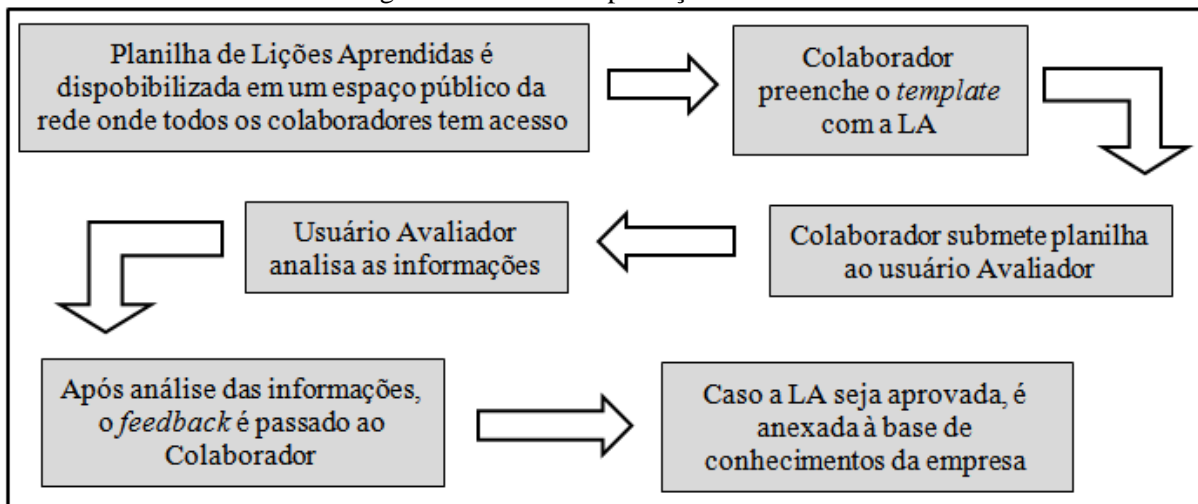 Planilha de Lições Aprendidas é
dispobibilizada em um espaço público da
rede onde todos os colaboradores tem acesso
Colaborador
preenche o template
com a LA
Colaborador submete planilha
ao usuário Avaliador
Usuário Avaliador
analisa as informações
Após análise das informações,
o feedback é passado ao
Colaborador
Caso a LA seja aprovada, é
anexada à base de
conhecimentos da empresa